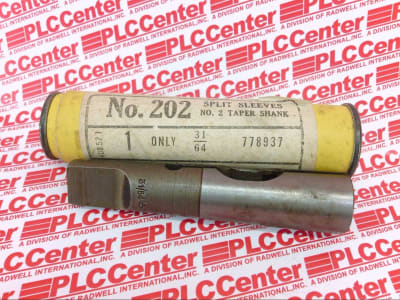 PLCCenter
A DIVISION OF RADWELL INTERNATIONAL, INC.
No. 202
SPLIT SLEEVES
NO. 2 TAPER SHANK
1 ONLY 31/64 778937